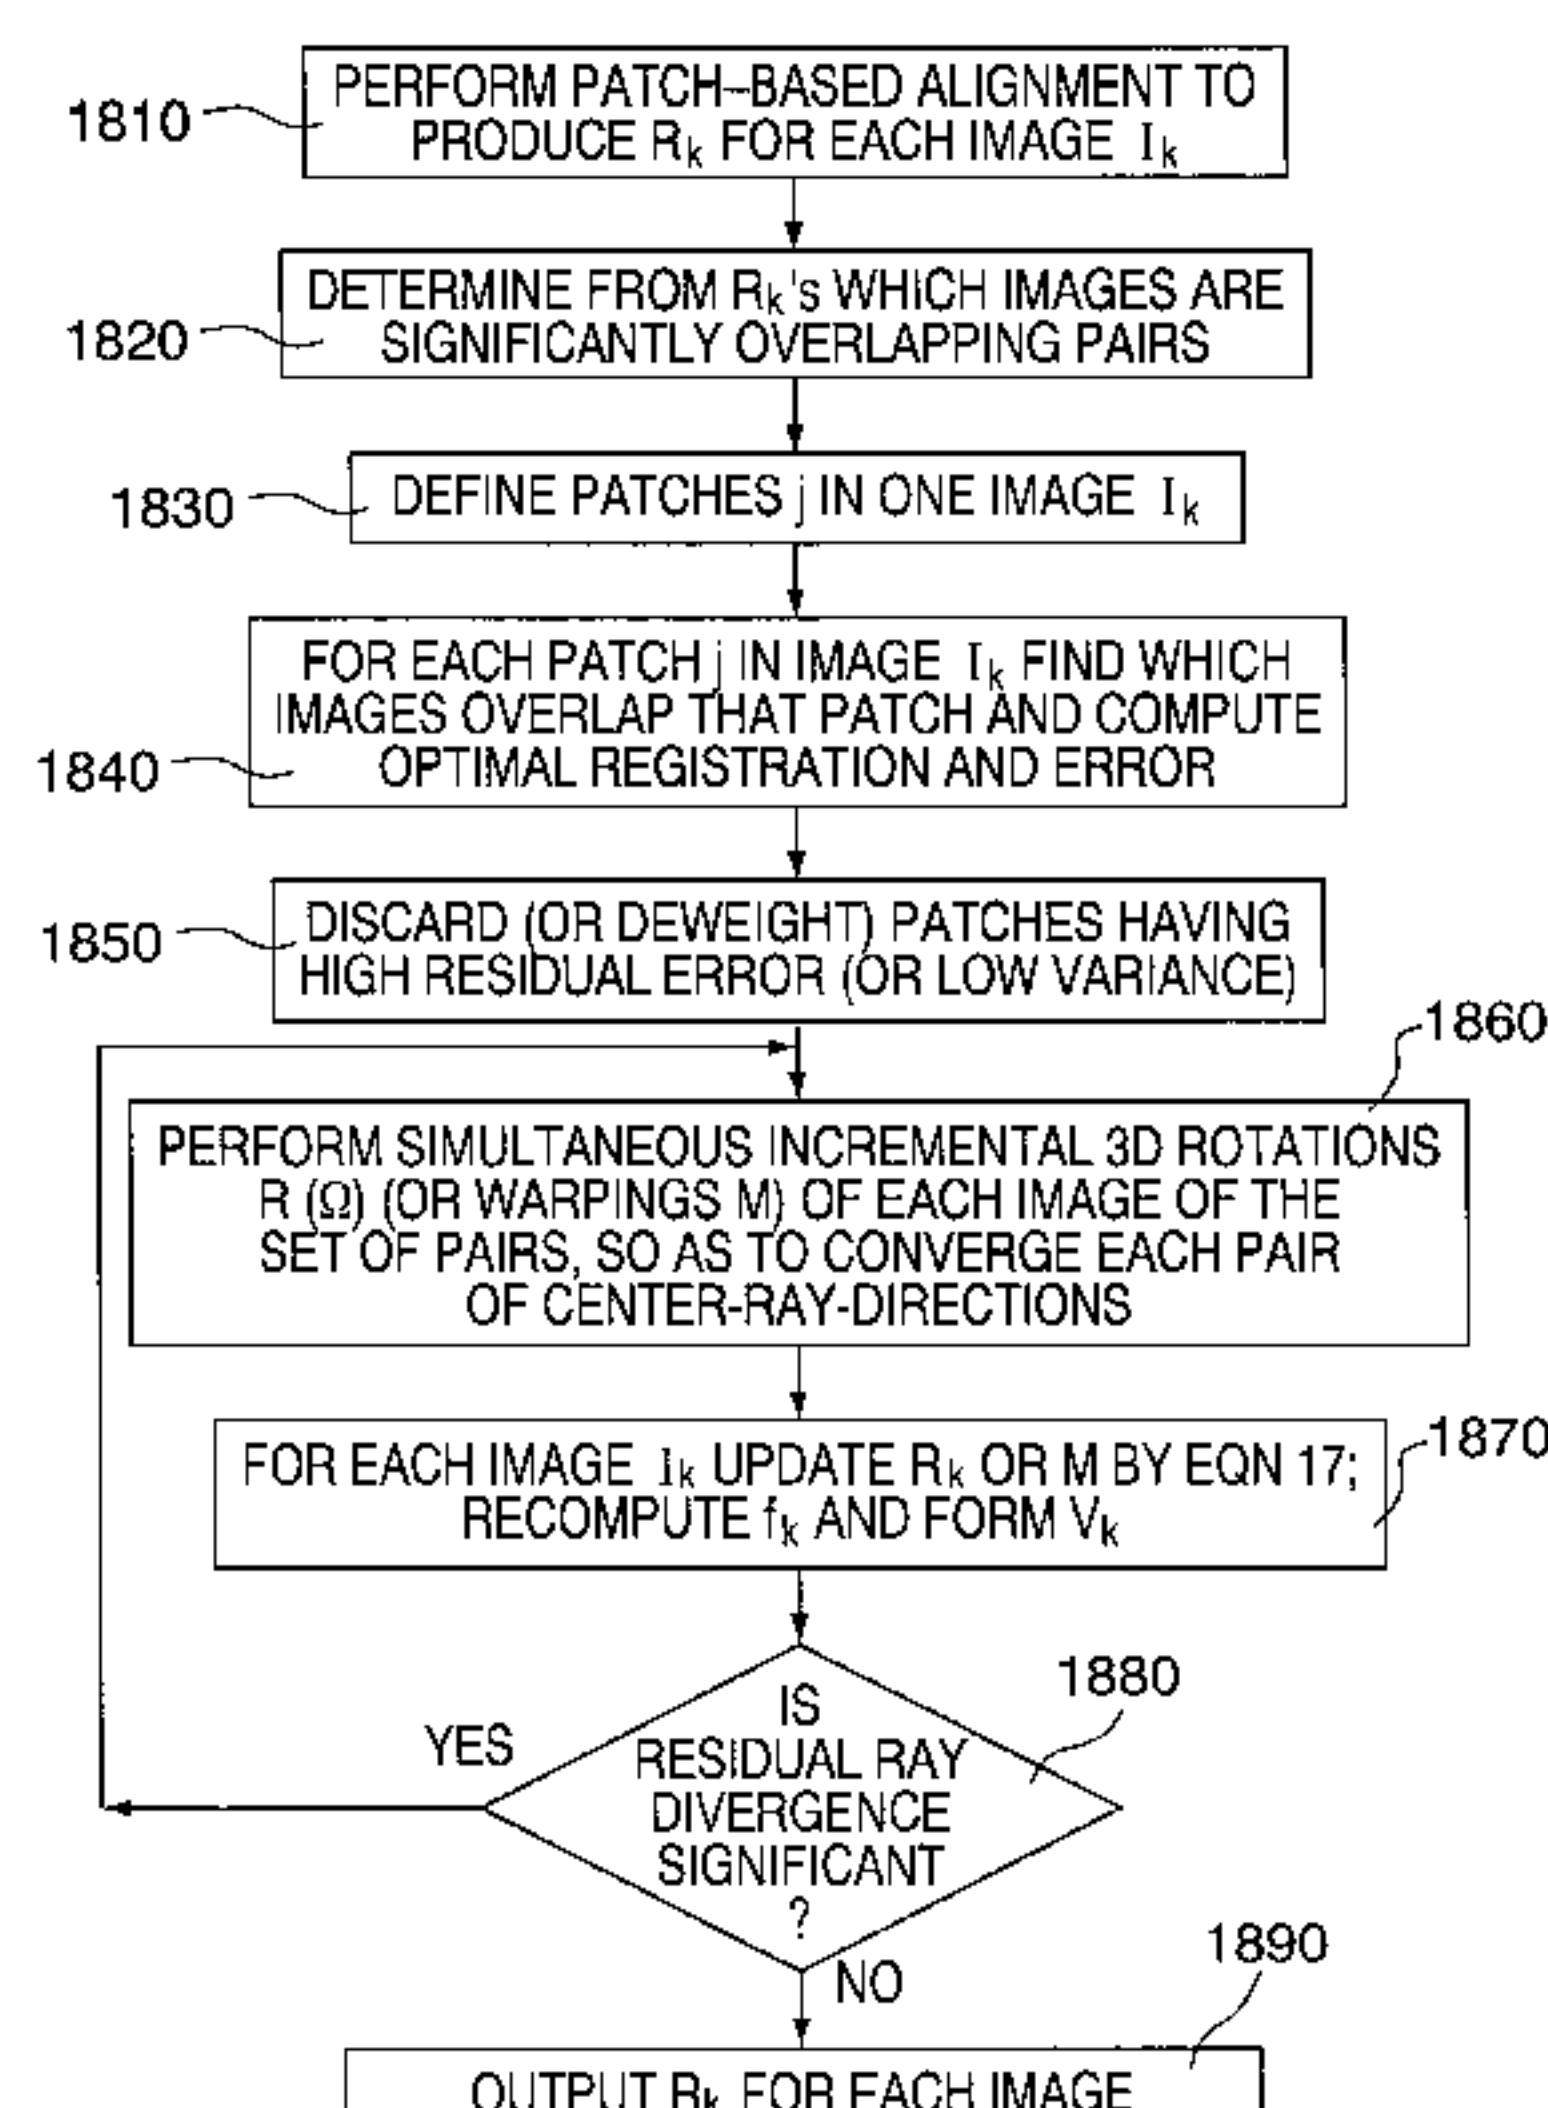 1810
PERFORM PATCH-BASED ALIGNMENT TO
PRODUCE Rk FOR EACH IMAGE Ik
1820
DETERMINE FROM Rk's WHICH IMAGES ARE
SIGNIFICANTLY OVERLAPPING PAIRS
1830
DEFINE PATCHES j IN ONE IMAGE Ik
1840
FOR EACH PATCH j IN IMAGE Ik FIND WHICH
IMAGES OVERLAP THAT PATCH AND COMPUTE
OPTIMAL REGISTRATION AND ERROR
1850
DISCARD (OR DEWEIGHT) PATCHES HAVING
HIGH RESIDUAL ERROR (OR LOW VARIANCE)
1860
PERFORM SIMULTANEOUS INCREMENTAL 3D ROTATIONS
R (Ω) (OR WARPINGS M) OF EACH IMAGE OF THE
SET OF PAIRS, SO AS TO CONVERGE EACH PAIR
OF CENTER-RAY-DIRECTIONS
1870
FOR EACH IMAGE Ik UPDATE Rk OR M BY EQN 17;
RECOMPUTE fk AND FORM Vk
1880
IS
RESIDUAL RAY
DIVERGENCE
SIGNIFICANT
?
YES
NO
1890
OUTPUT Rk FOR EACH IMAGE